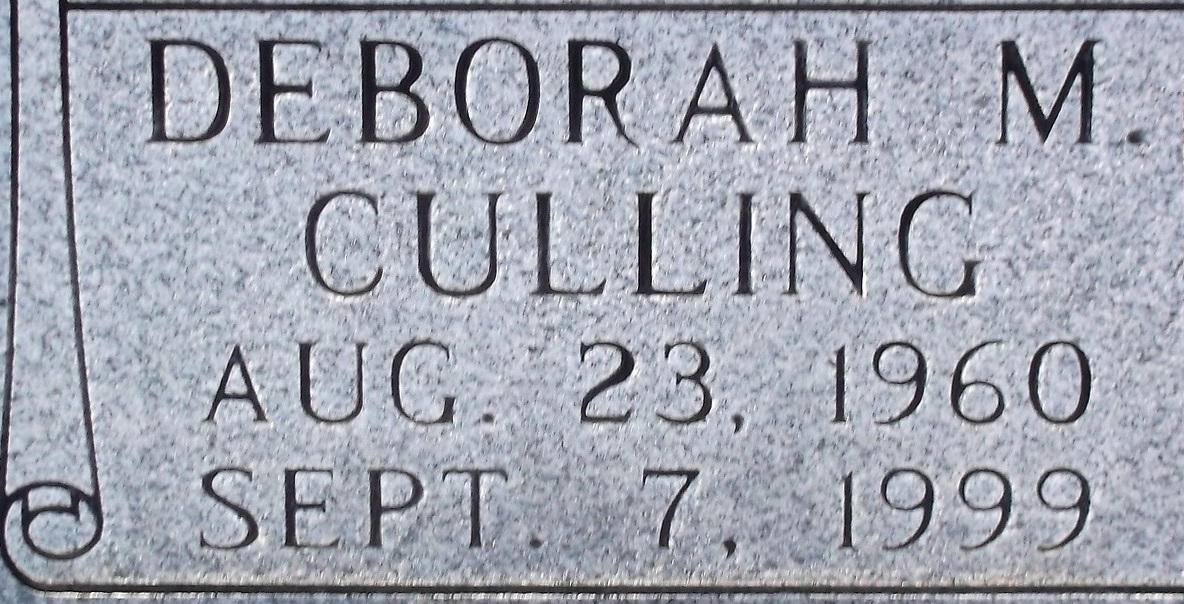 DEBORAH M.
CULLING
AUG. 23, 1960
SEPT. 7, 1999